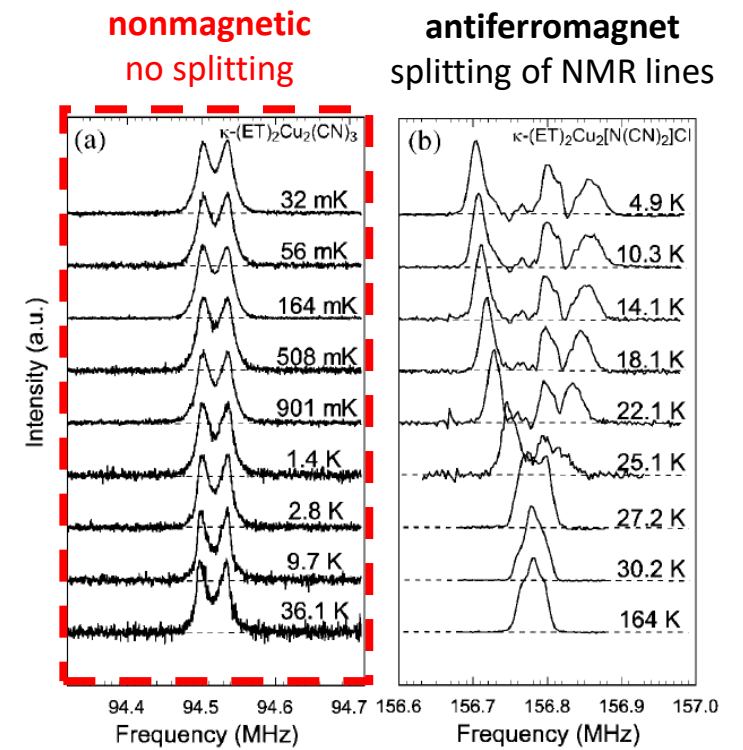 nonmagnetic
no splitting
antiferromagnet
splitting of NMR lines
(a)
κ-(ET)₂Cu₂(CN)₃
32 mK
56 mK
164 mK
508 mK
901 mK
1.4 K
2.8 K
9.7 K
36.1 K
94.4 94.5 94.6 94.7
Frequency (MHz)
Intensity (a.u.)
(b)
κ-(ET)₂Cu₂[N(CN)₂]Cl
4.9 K
10.3 K
14.1 K
18.1 K
22.1 K
25.1 K
27.2 K
30.2 K
164 K
156.6 156.7 156.8 156.9 157.0
Frequency (MHz)